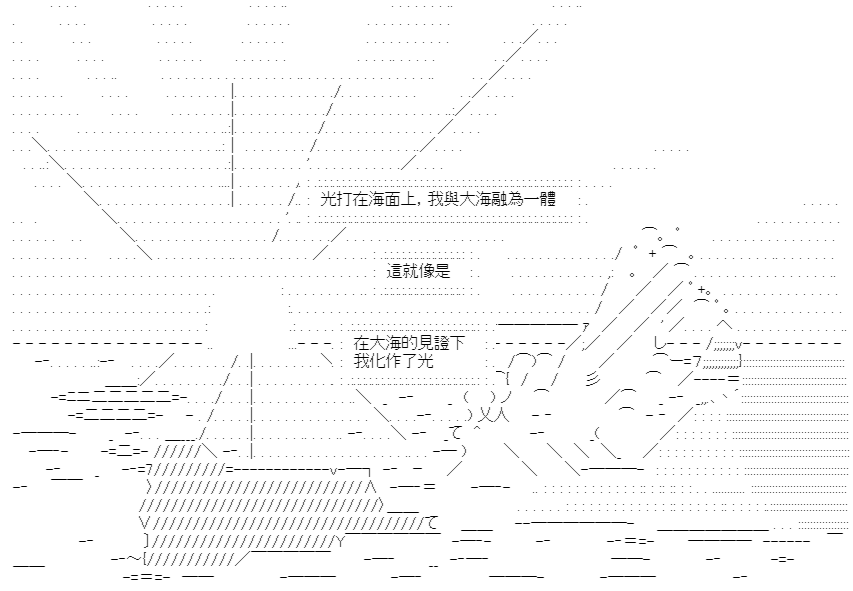 光打在海面上，我與大海融為一體
這就像是
在大海的見證下
我化作了光